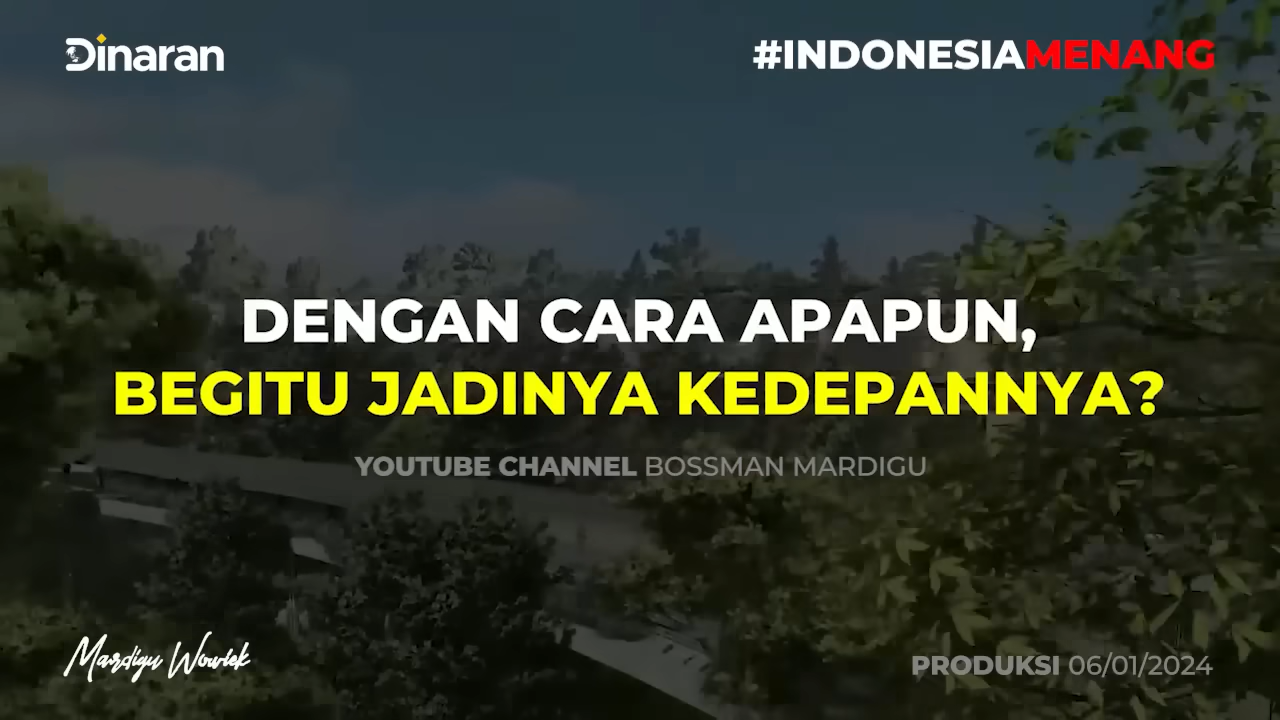 Dinaran
#INDONESIAMENANG
DENGAN CARA APAPUN,
BEGITU JADINYA KEDEPANNYA?
YOUTUBE CHANNEL BOSSMAN MARDIGU
Mardigu Wowiek
PRODUKSI 06/01/2024